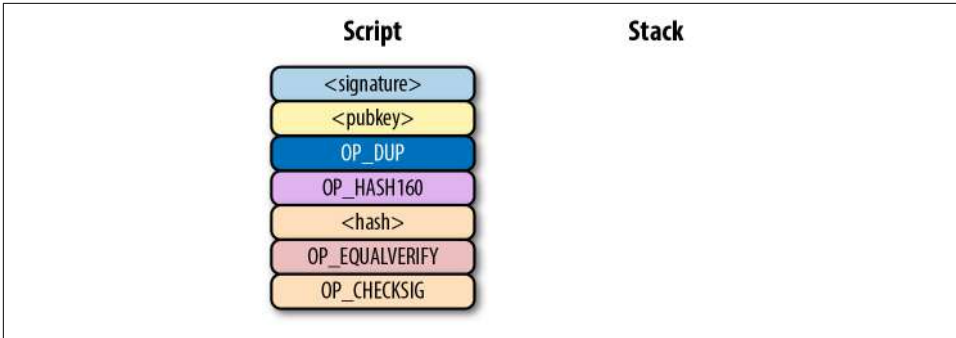 Script Stack
<signature>
<pubkey>
OP_DUP
OP_HASH160
<hash>
OP_EQUALVERIFY
OP_CHECKSIG